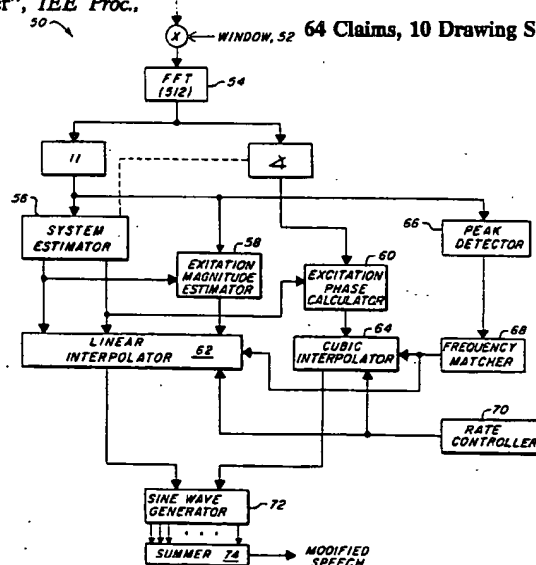 er", IEE Proc.,
50
64 Claims, 10 Drawing S
X
WINDOW, 52
FFT
(512)
54
||
∡
56
SYSTEM
ESTIMATOR
58
EXITATION
MAGNITUDE
ESTIMATOR
60
EXCITATION
PHASE
CALCULATOR
66
PEAK
DETECTOR
LINEAR
INTERPOLATOR 62
64
CUBIC
INTERPOLATOR
68
FREQUENCY
MATCHER
70
RATE
CONTROLLER
SINE WAVE
GENERATOR
72
SUMMER 74
MODIFIED
SPEECH